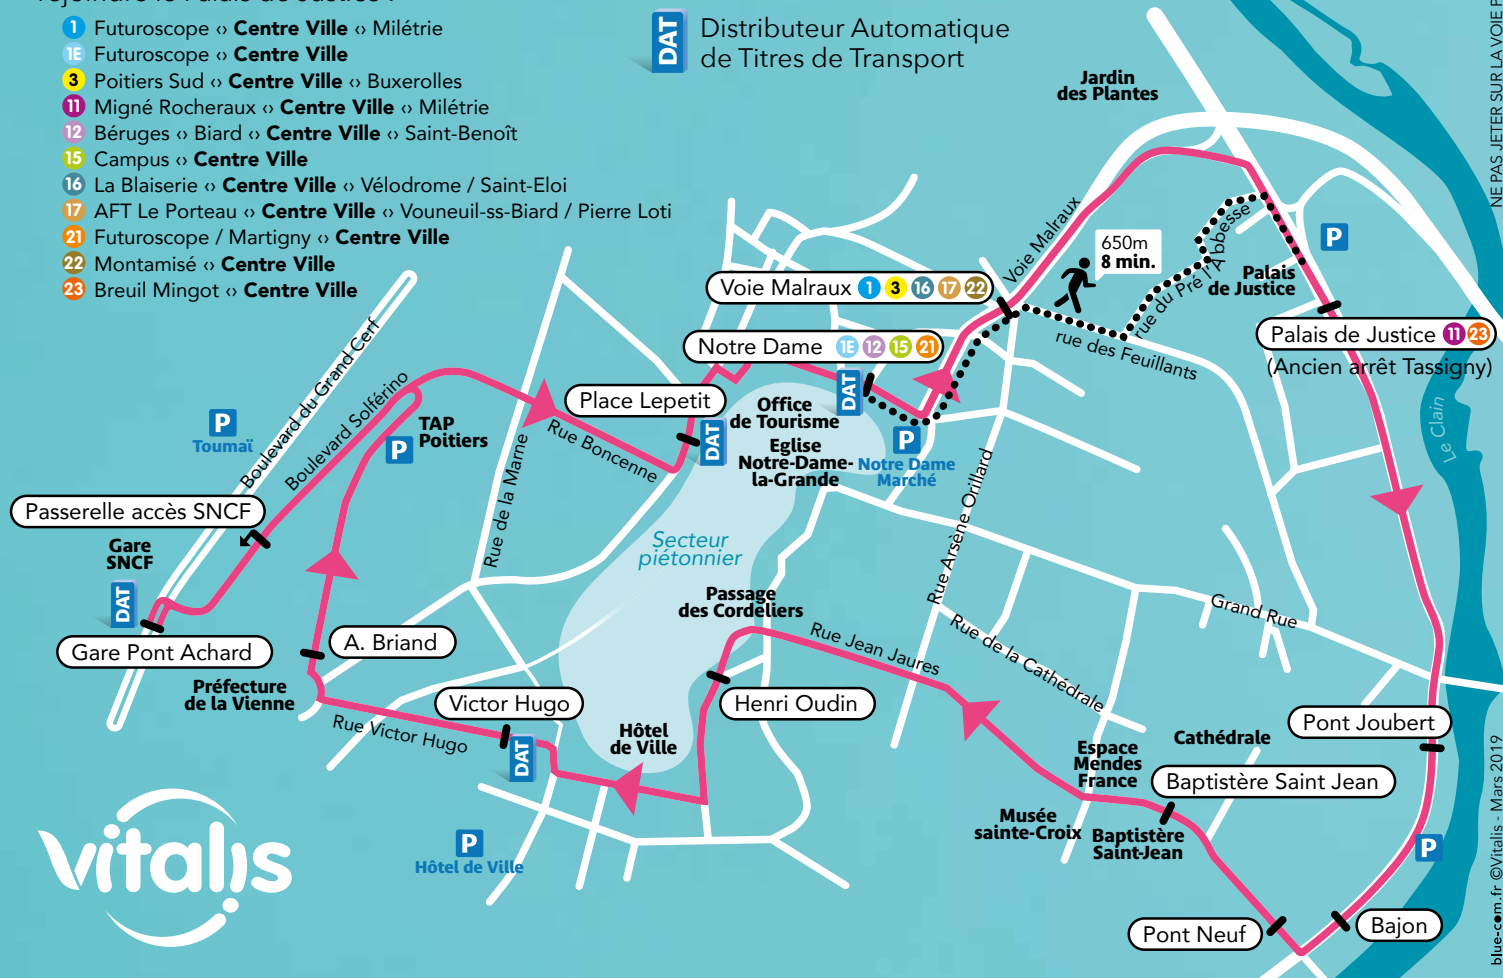 1 Futuroscope ‹› Centre Ville ‹› Milétrie
1E Futuroscope ‹› Centre Ville
3 Poitiers Sud ‹› Centre Ville ‹› Buxerolles
11 Migné Rocheraux ‹› Centre Ville ‹› Milétrie
12 Béruges ‹› Biard ‹› Centre Ville ‹› Saint-Benoît
15 Campus ‹› Centre Ville
16 La Blaiserie ‹› Centre Ville ‹› Vélodrome / Saint-Eloi
17 AFT Le Porteau ‹› Centre Ville ‹› Vouneuil-ss-Biard / Pierre Loti
21 Futuroscope / Martigny ‹› Centre Ville
22 Montamisé ‹› Centre Ville
23 Breuil Mingot ‹› Centre Ville
DAT
Distributeur Automatique
de Titres de Transport
Jardin
des Plantes
NE PAS JETER SUR LA VOIE P
Voie Malraux
650m
8 min.
rue du Pré l'Abbesse
P
Palais
de Justice
Voie Malraux 1 3 16 17 22
Notre Dame 1E 12 15 21
rue des Feuillants
Palais de Justice 11 23
(Ancien arrêt Tassigny)
Le Clain
Boulevard du Grand Cerf
Boulevard Solférino
P
Toumaï
TAP
Poitiers
P
Place Lepetit
Rue Boncenne
Rue de la Marne
DAT
DAT
Office
de Tourisme
Eglise
Notre-Dame-
la-Grande
P
Notre Dame
Marché
Rue Arsène Orillard
Passerelle accès SNCF
Gare
SNCF
DAT
Gare Pont Achard
Secteur
piétonnier
Passage
des Cordeliers
Rue Jean Jaures
Rue de la Cathédrale
Grand Rue
A. Briand
Préfecture
de la Vienne
Rue Victor Hugo
Victor Hugo
DAT
Hôtel
de Ville
Henri Oudin
Pont Joubert
Cathédrale
Espace
Mendes
France
Baptistère Saint Jean
Musée
sainte-Croix
Baptistère
Saint-Jean
P
Hôtel de Ville
P
Pont Neuf
Bajon
vitalis
blue-com.fr ©Vitalis - Mars 2019